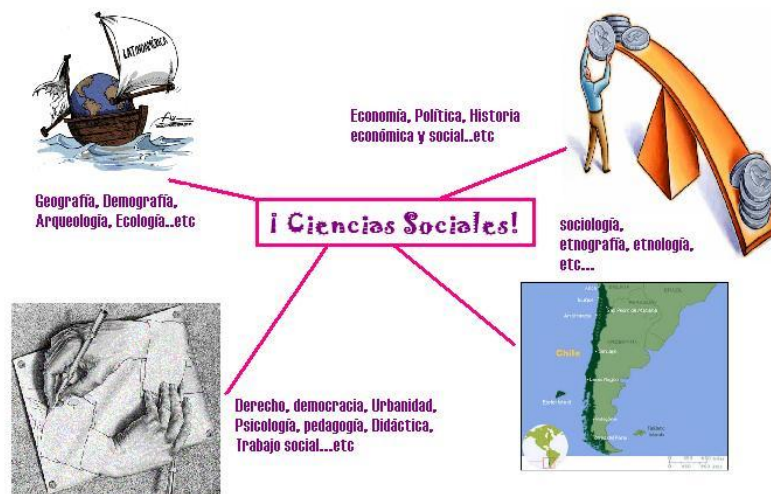 LATINOAMÉRICA
Economía, Política, Historia
económica y social..etc
Geografía, Demografía,
Arqueología, Ecología..etc
¡ Ciencias Sociales!
sociología,
etnografía, etnología,
etc...
Chile
Derecho, democracia, Urbanidad,
Psicología, pedagogía, Didáctica,
Trabajo social...etc